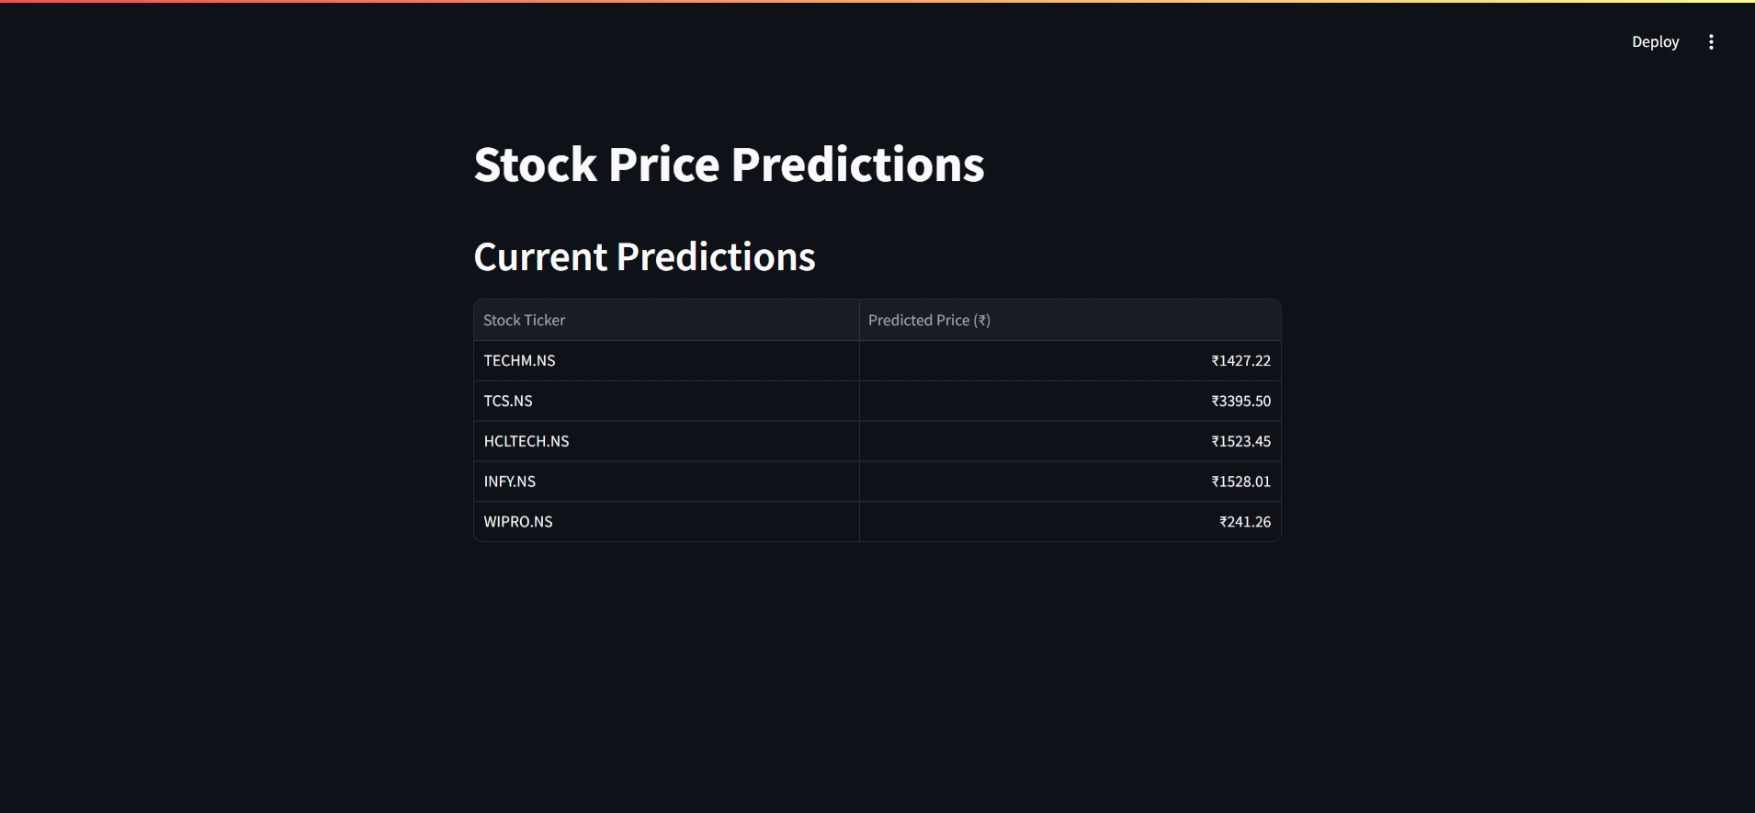 Deploy
Stock Price Predictions
Current Predictions
Stock Ticker Predicted Price (₹)
TECHM.NS ₹1427.22
TCS.NS ₹3395.50
HCLTECH.NS ₹1523.45
INFY.NS ₹1528.01
WIPRO.NS ₹241.26